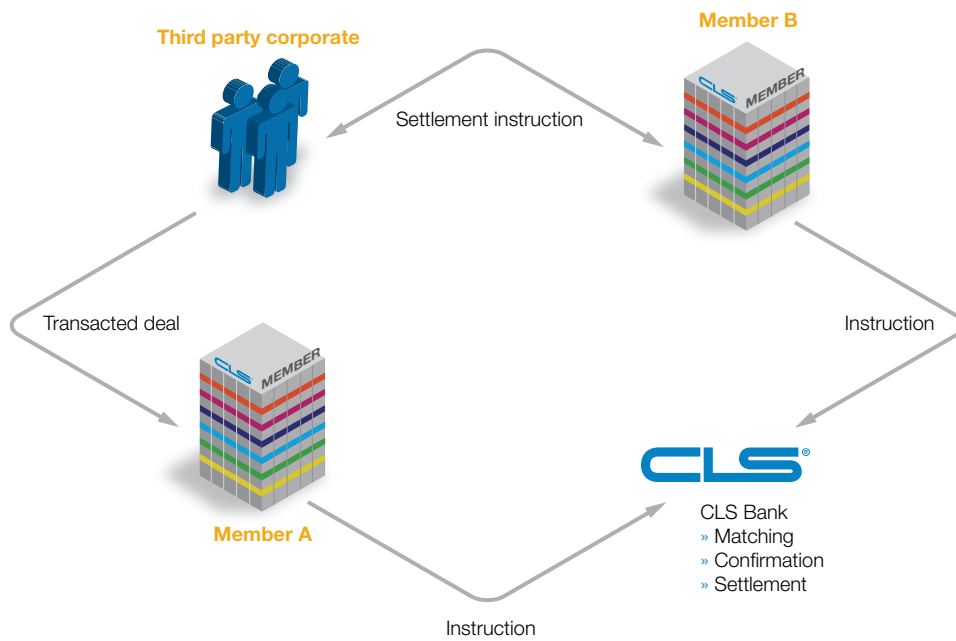 Member B
Third party corporate
CLS® MEMBER
Settlement instruction
Transacted deal
Instruction
CLS® MEMBER
CLS®
Member A
CLS Bank
» Matching
» Confirmation
» Settlement
Instruction